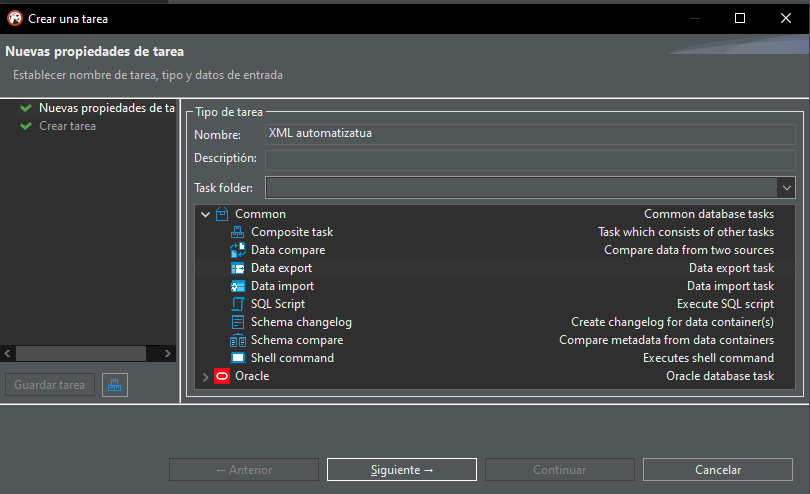 Crear una tarea
Nuevas propiedades de tarea
Establecer nombre de tarea, tipo y datos de entrada
Nuevas propiedades de ta
Crear tarea
Tipo de tarea
Nombre: XML automatizatua
Descriptión:
Task folder:
Common Common database tasks
Composite task Task which consists of other tasks
Data compare Compare data from two sources
Data export Data export task
Data import Data import task
SQL Script Execute SQL script
Schema changelog Create changelog for data container(s)
Schema compare Compare metadata from data containers
Shell command Executes shell command
Oracle Oracle database task
Guardar tarea
← Anterior
Siguiente →
Continuar
Cancelar